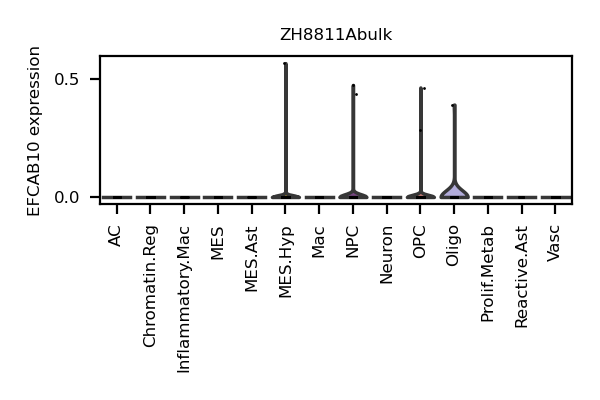 ZH8811Abulk
EFCAB10 expression
0.5
0.0
AC
Chromatin.Reg
Inflammatory.Mac
MES
MES.Ast
MES.Hyp
Mac
NPC
Neuron
OPC
Oligo
Prolif.Metab
Reactive.Ast
Vasc